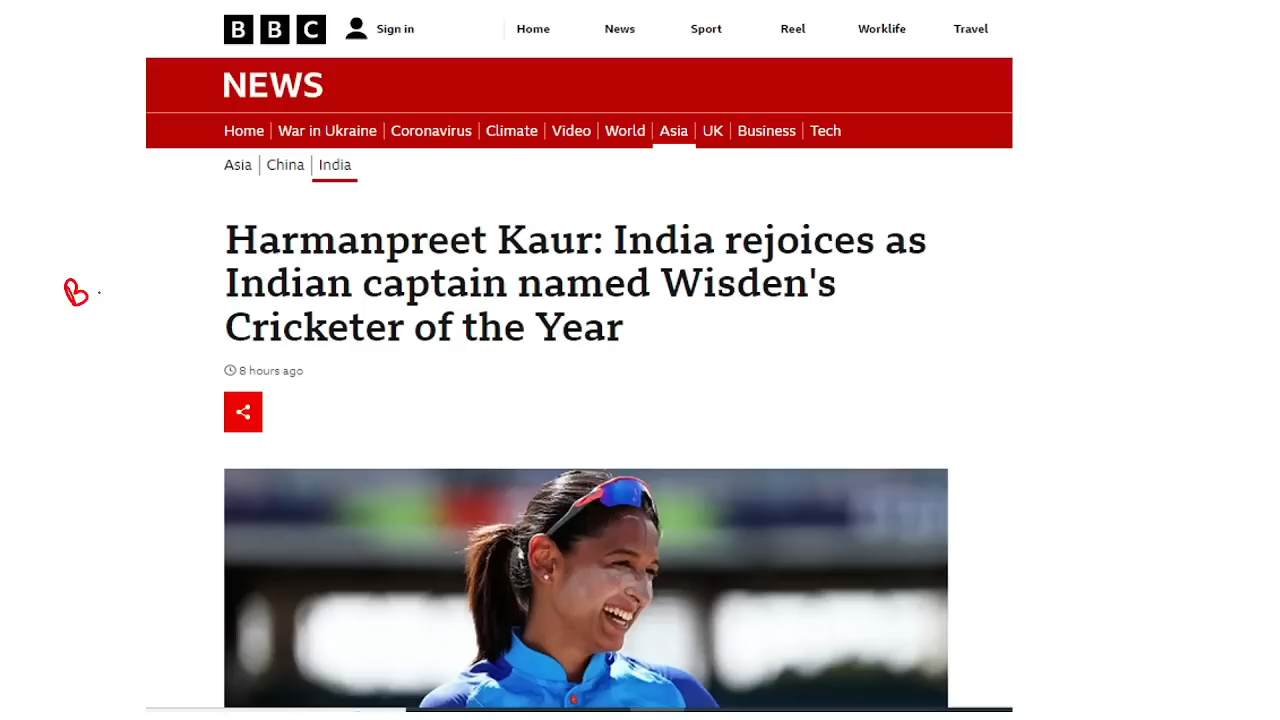 BBC Sign in Home News Sport Reel Worklife Travel
NEWS
Home War in Ukraine Coronavirus Climate Video World Asia UK Business Tech
Asia China India
Harmanpreet Kaur: India rejoices as
Indian captain named Wisden's
B
Cricketer of the Year
8 hours ago